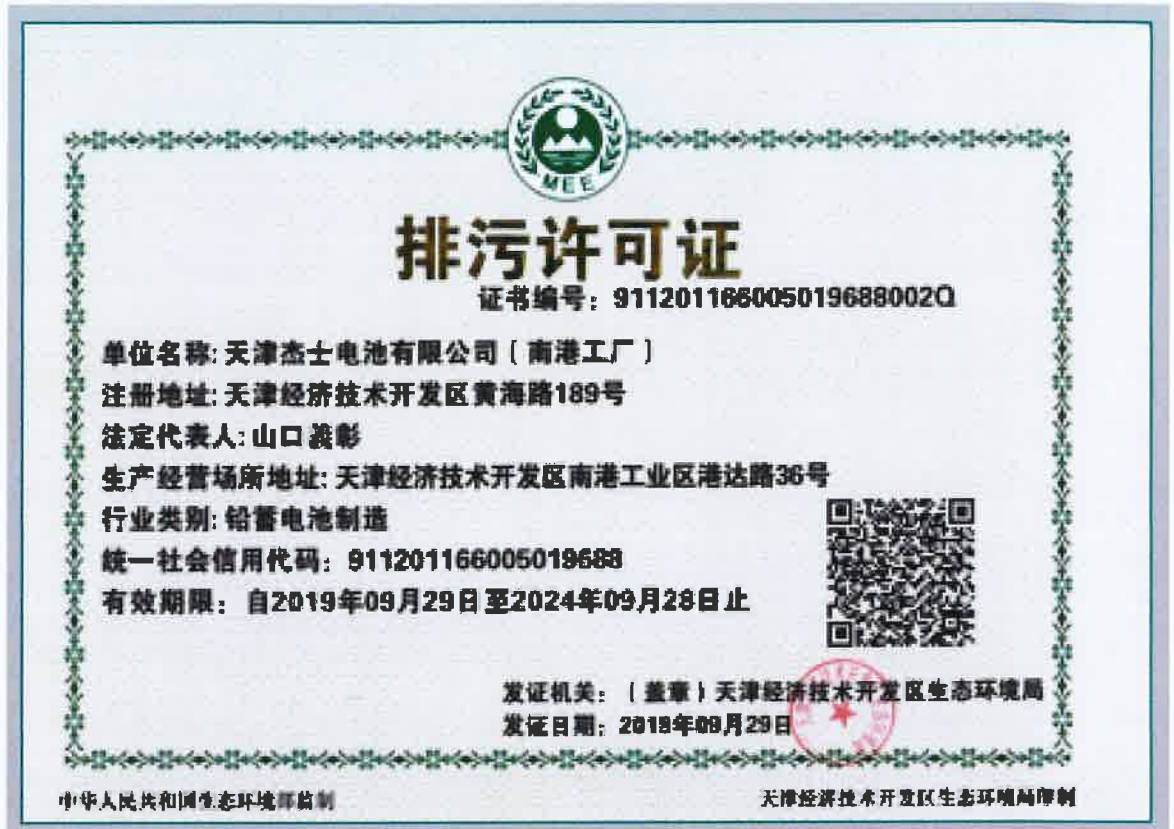 MEE
排污许可证
证书编号：911201166005019688002Q
单位名称:天津杰士电池有限公司（南港工厂）
注册地址:天津经济技术开发区黄海路189号
法定代表人:山口義彰
生产经营场所地址:天津经济技术开发区南港工业区港达路36号
行业类别:铅蓄电池制造
统一社会信用代码：911201166005019688
有效期限：自2019年09月29日至2024年09月28日止
发证机关：（盖章）天津经济技术开发区生态环境局
发证日期：2019年09月29日
中华人民共和国生态环境部监制
天津经济技术开发区生态环境局印制